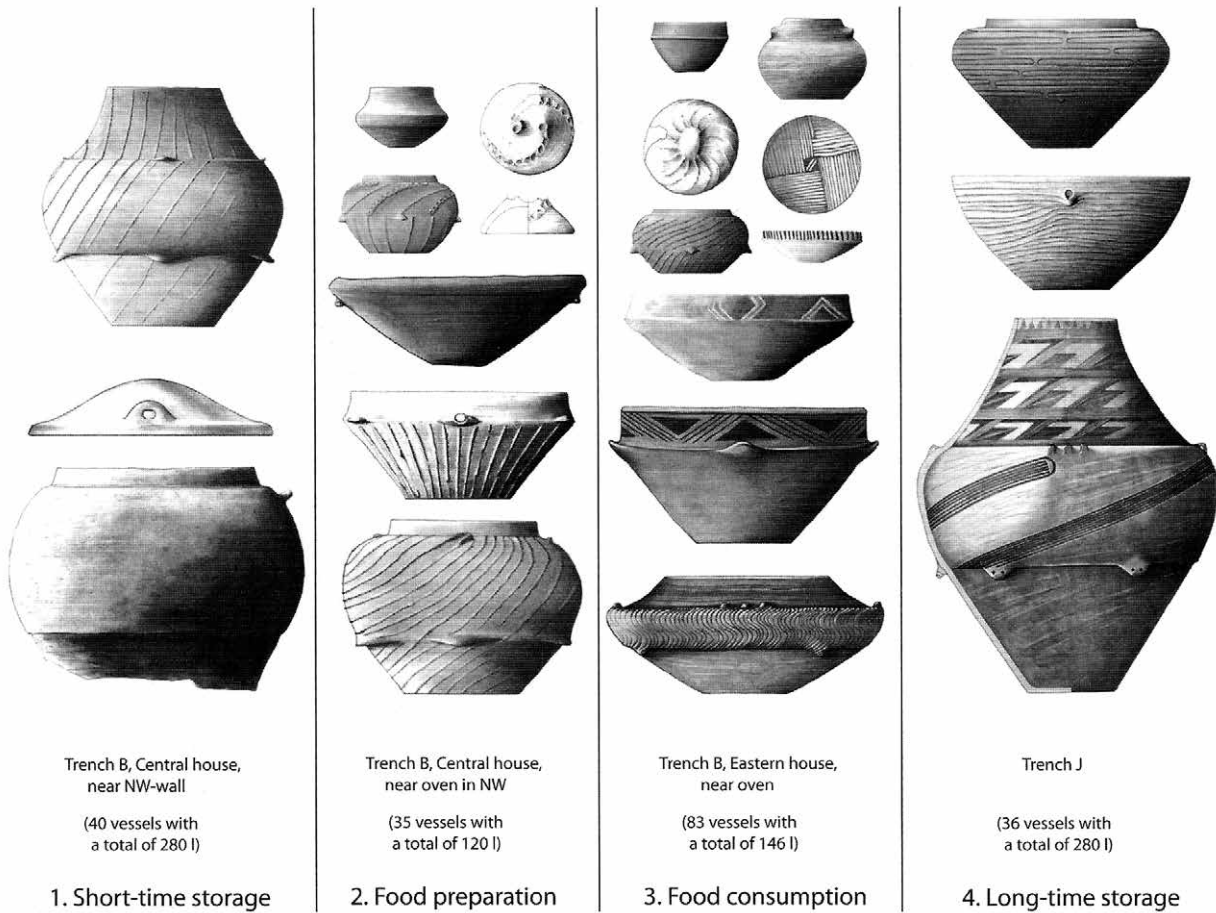 Trench B, Central house,
near NW-wall
(40 vessels with
a total of 280 l)
1. Short-time storage
Trench B, Central house,
near oven in NW
(35 vessels with
a total of 120 l)
2. Food preparation
Trench B, Eastern house,
near oven
(83 vessels with
a total of 146 l)
3. Food consumption
Trench J
(36 vessels with
a total of 280 l)
4. Long-time storage